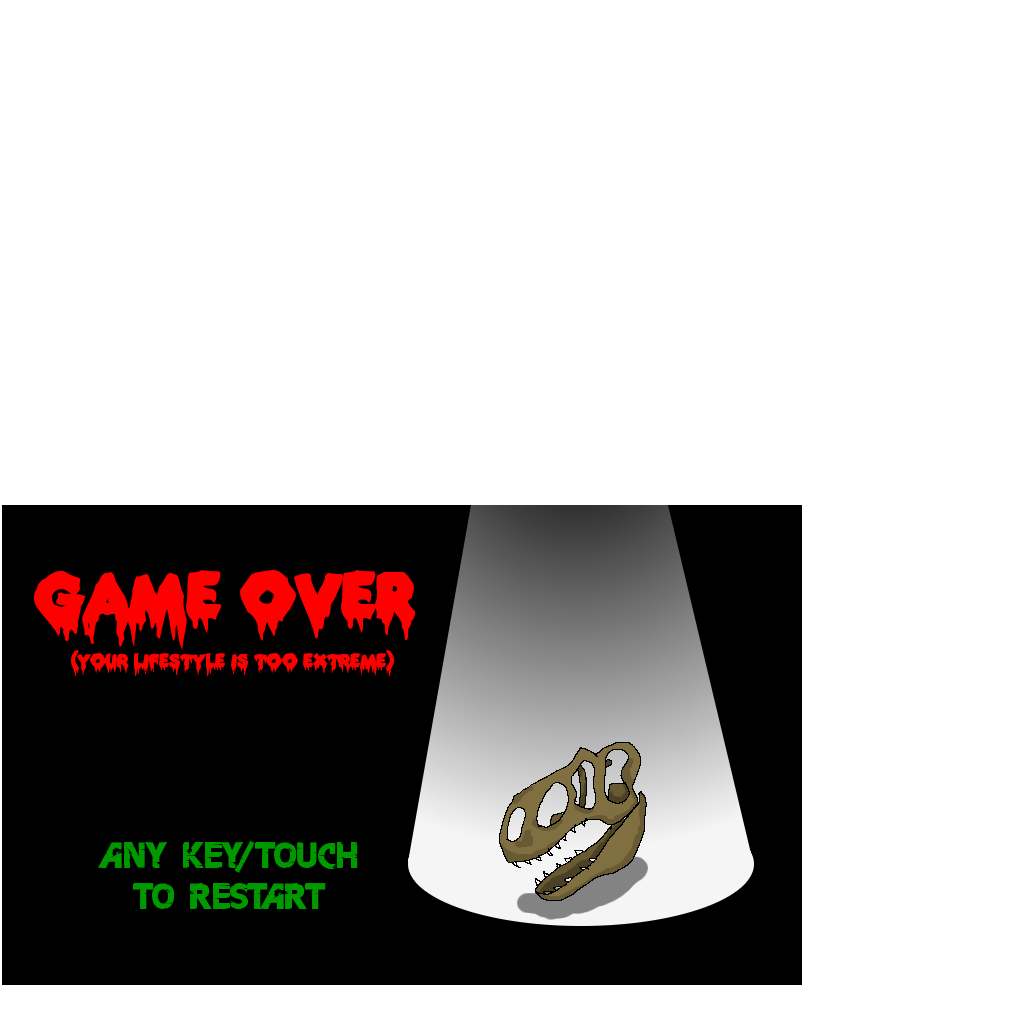 GAME OVER
(YOUR LIFESTYLE IS TOO EXTREME)
ANY KEY/TOUCH
TO RESTART